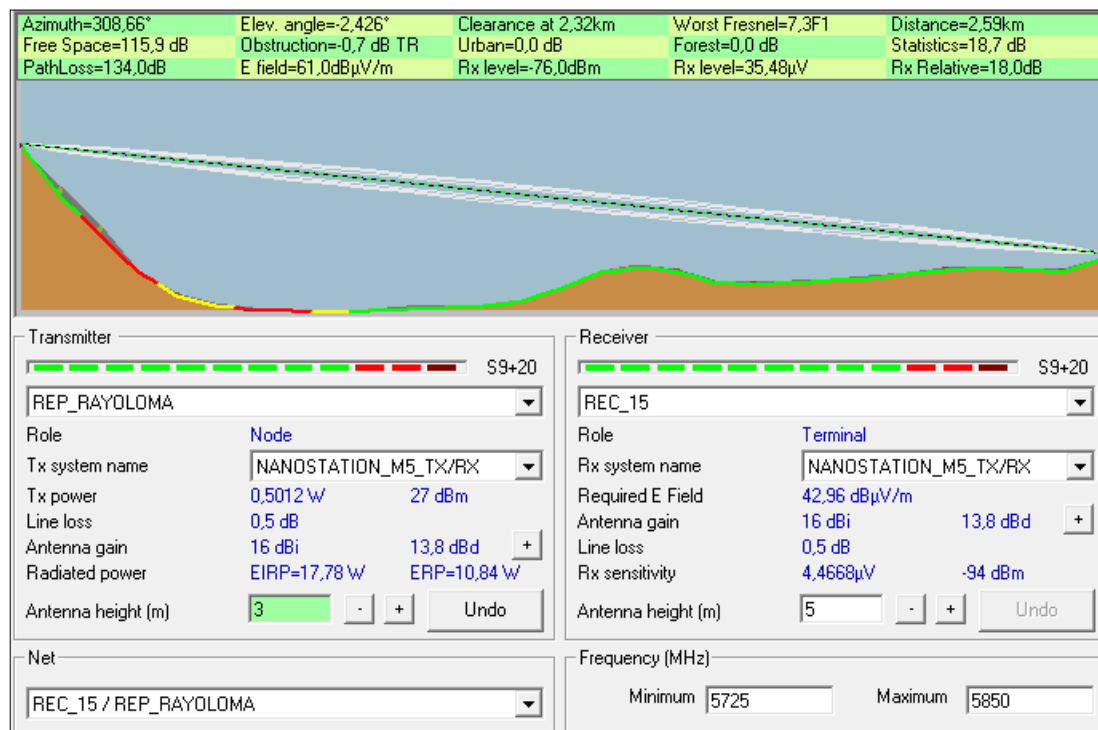 Azimuth=308,66° Elev. angle=-2,426° Clearance at 2,32km Worst Fresnel=7,3F1 Distance=2,59km
Free Space=115,9 dB Obstruction=-0,7 dB TR Urban=0,0 dB Forest=0,0 dB Statistics=18,7 dB
PathLoss=134,0dB E field=61,0dBµV/m Rx level=-76,0dBm Rx level=35,48µV Rx Relative=18,0dB
Transmitter
S9+20
REP_RAYOLOMA
Role Node
Tx system name NANOSTATION_M5_TX/RX
Tx power 0,5012 W 27 dBm
Line loss 0,5 dB
Antenna gain 16 dBi 13,8 dBd +
Radiated power EIRP=17,78 W ERP=10,84 W
Antenna height (m) 3 - + Undo
Receiver
S9+20
REC_15
Role Terminal
Rx system name NANOSTATION_M5_TX/RX
Required E Field 42,96 dBµV/m
Antenna gain 16 dBi 13,8 dBd +
Line loss 0,5 dB
Rx sensitivity 4,4668µV -94 dBm
Antenna height (m) 5 - + Undo
Net
REC_15 / REP_RAYOLOMA
Frequency (MHz)
Minimum 5725 Maximum 5850